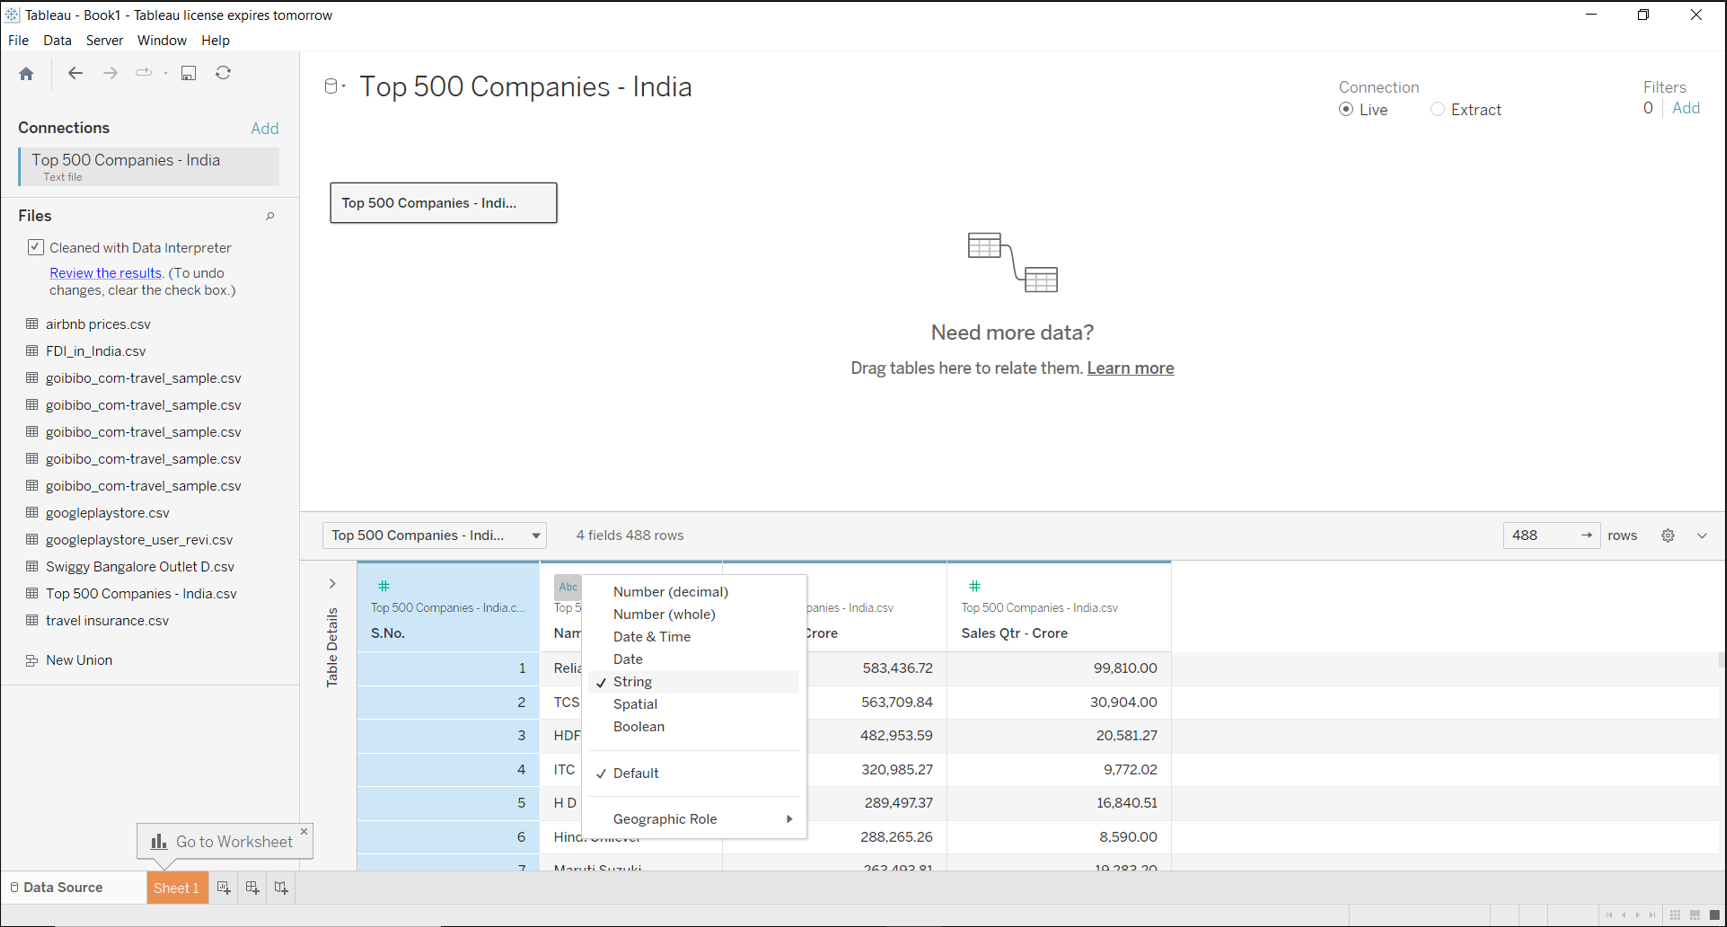 Tableau - Book1 - Tableau license expires tomorrow
File Data Server Window Help
Connections Add
Top 500 Companies - India
Text file
Files
Cleaned with Data Interpreter
Review the results. (To undo
changes, clear the check box.)
airbnb prices.csv
FDI_in_India.csv
goibibo_com-travel_sample.csv
goibibo_com-travel_sample.csv
goibibo_com-travel_sample.csv
goibibo_com-travel_sample.csv
goibibo_com-travel_sample.csv
googleplaystore.csv
googleplaystore_user_revi.csv
Swiggy Bangalore Outlet D.csv
Top 500 Companies - India.csv
travel insurance.csv
New Union
Top 500 Companies - India
Connection
Live Extract
Filters
0 Add
Top 500 Companies - Indi...
Need more data?
Drag tables here to relate them. Learn more
Top 500 Companies - Indi... 4 fields 488 rows 488 rows
Table Details
# Abc #
Top 500 Companies - India.c... Top 5 panies - India.csv Top 500 Companies - India.csv
S.No. Nam Crore Sales Qtr - Crore
1 Relia 583,436.72 99,810.00
2 TCS 563,709.84 30,904.00
3 HDF 482,953.59 20,581.27
4 ITC 320,985.27 9,772.02
5 H D 289,497.37 16,840.51
6 Hind. Unilever 288,265.26 8,590.00
7 Maruti Suzuki 263,493.81 19,283.20
Number (decimal)
Number (whole)
Date & Time
Date
String
Spatial
Boolean
Default
Geographic Role
Go to Worksheet
Data Source Sheet 1